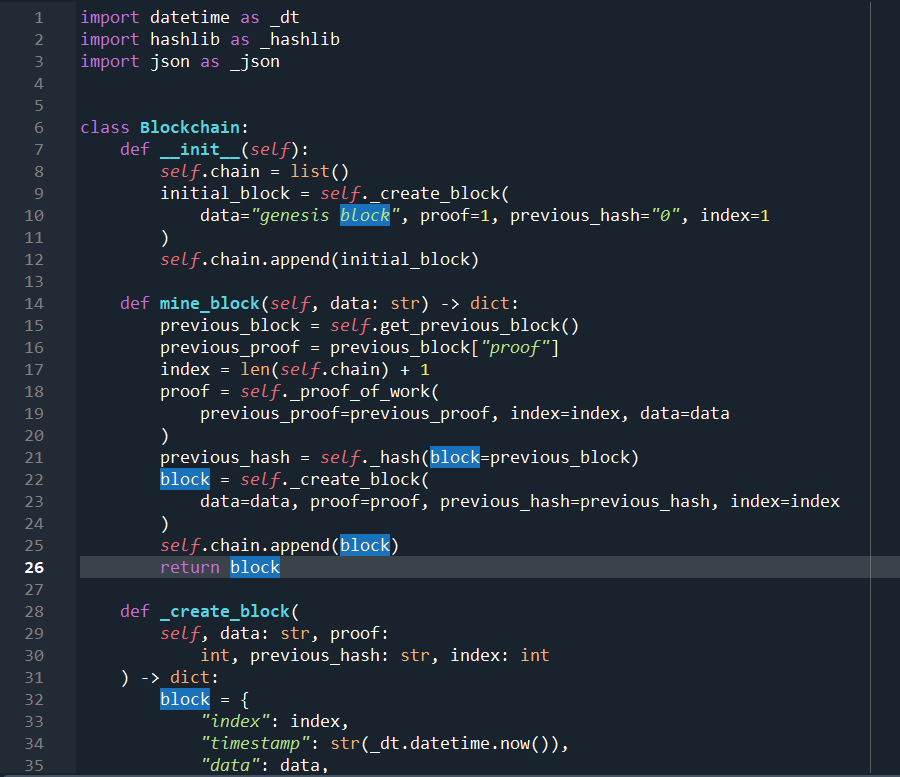 1 import datetime as _dt
2 import hashlib as _hashlib
3 import json as _json
4
5
6 class Blockchain:
7     def __init__(self):
8         self.chain = list()
9         initial_block = self._create_block(
10             data="genesis block", proof=1, previous_hash="0", index=1
11         )
12         self.chain.append(initial_block)
13
14     def mine_block(self, data: str) -> dict:
15         previous_block = self.get_previous_block()
16         previous_proof = previous_block["proof"]
17         index = len(self.chain) + 1
18         proof = self._proof_of_work(
19             previous_proof=previous_proof, index=index, data=data
20         )
21         previous_hash = self._hash(block=previous_block)
22         block = self._create_block(
23             data=data, proof=proof, previous_hash=previous_hash, index=index
24         )
25         self.chain.append(block)
26         return block
27
28     def _create_block(
29         self, data: str, proof:
30             int, previous_hash: str, index: int
31     ) -> dict:
32         block = {
33             "index": index,
34             "timestamp": str(_dt.datetime.now()),
35             "data": data,